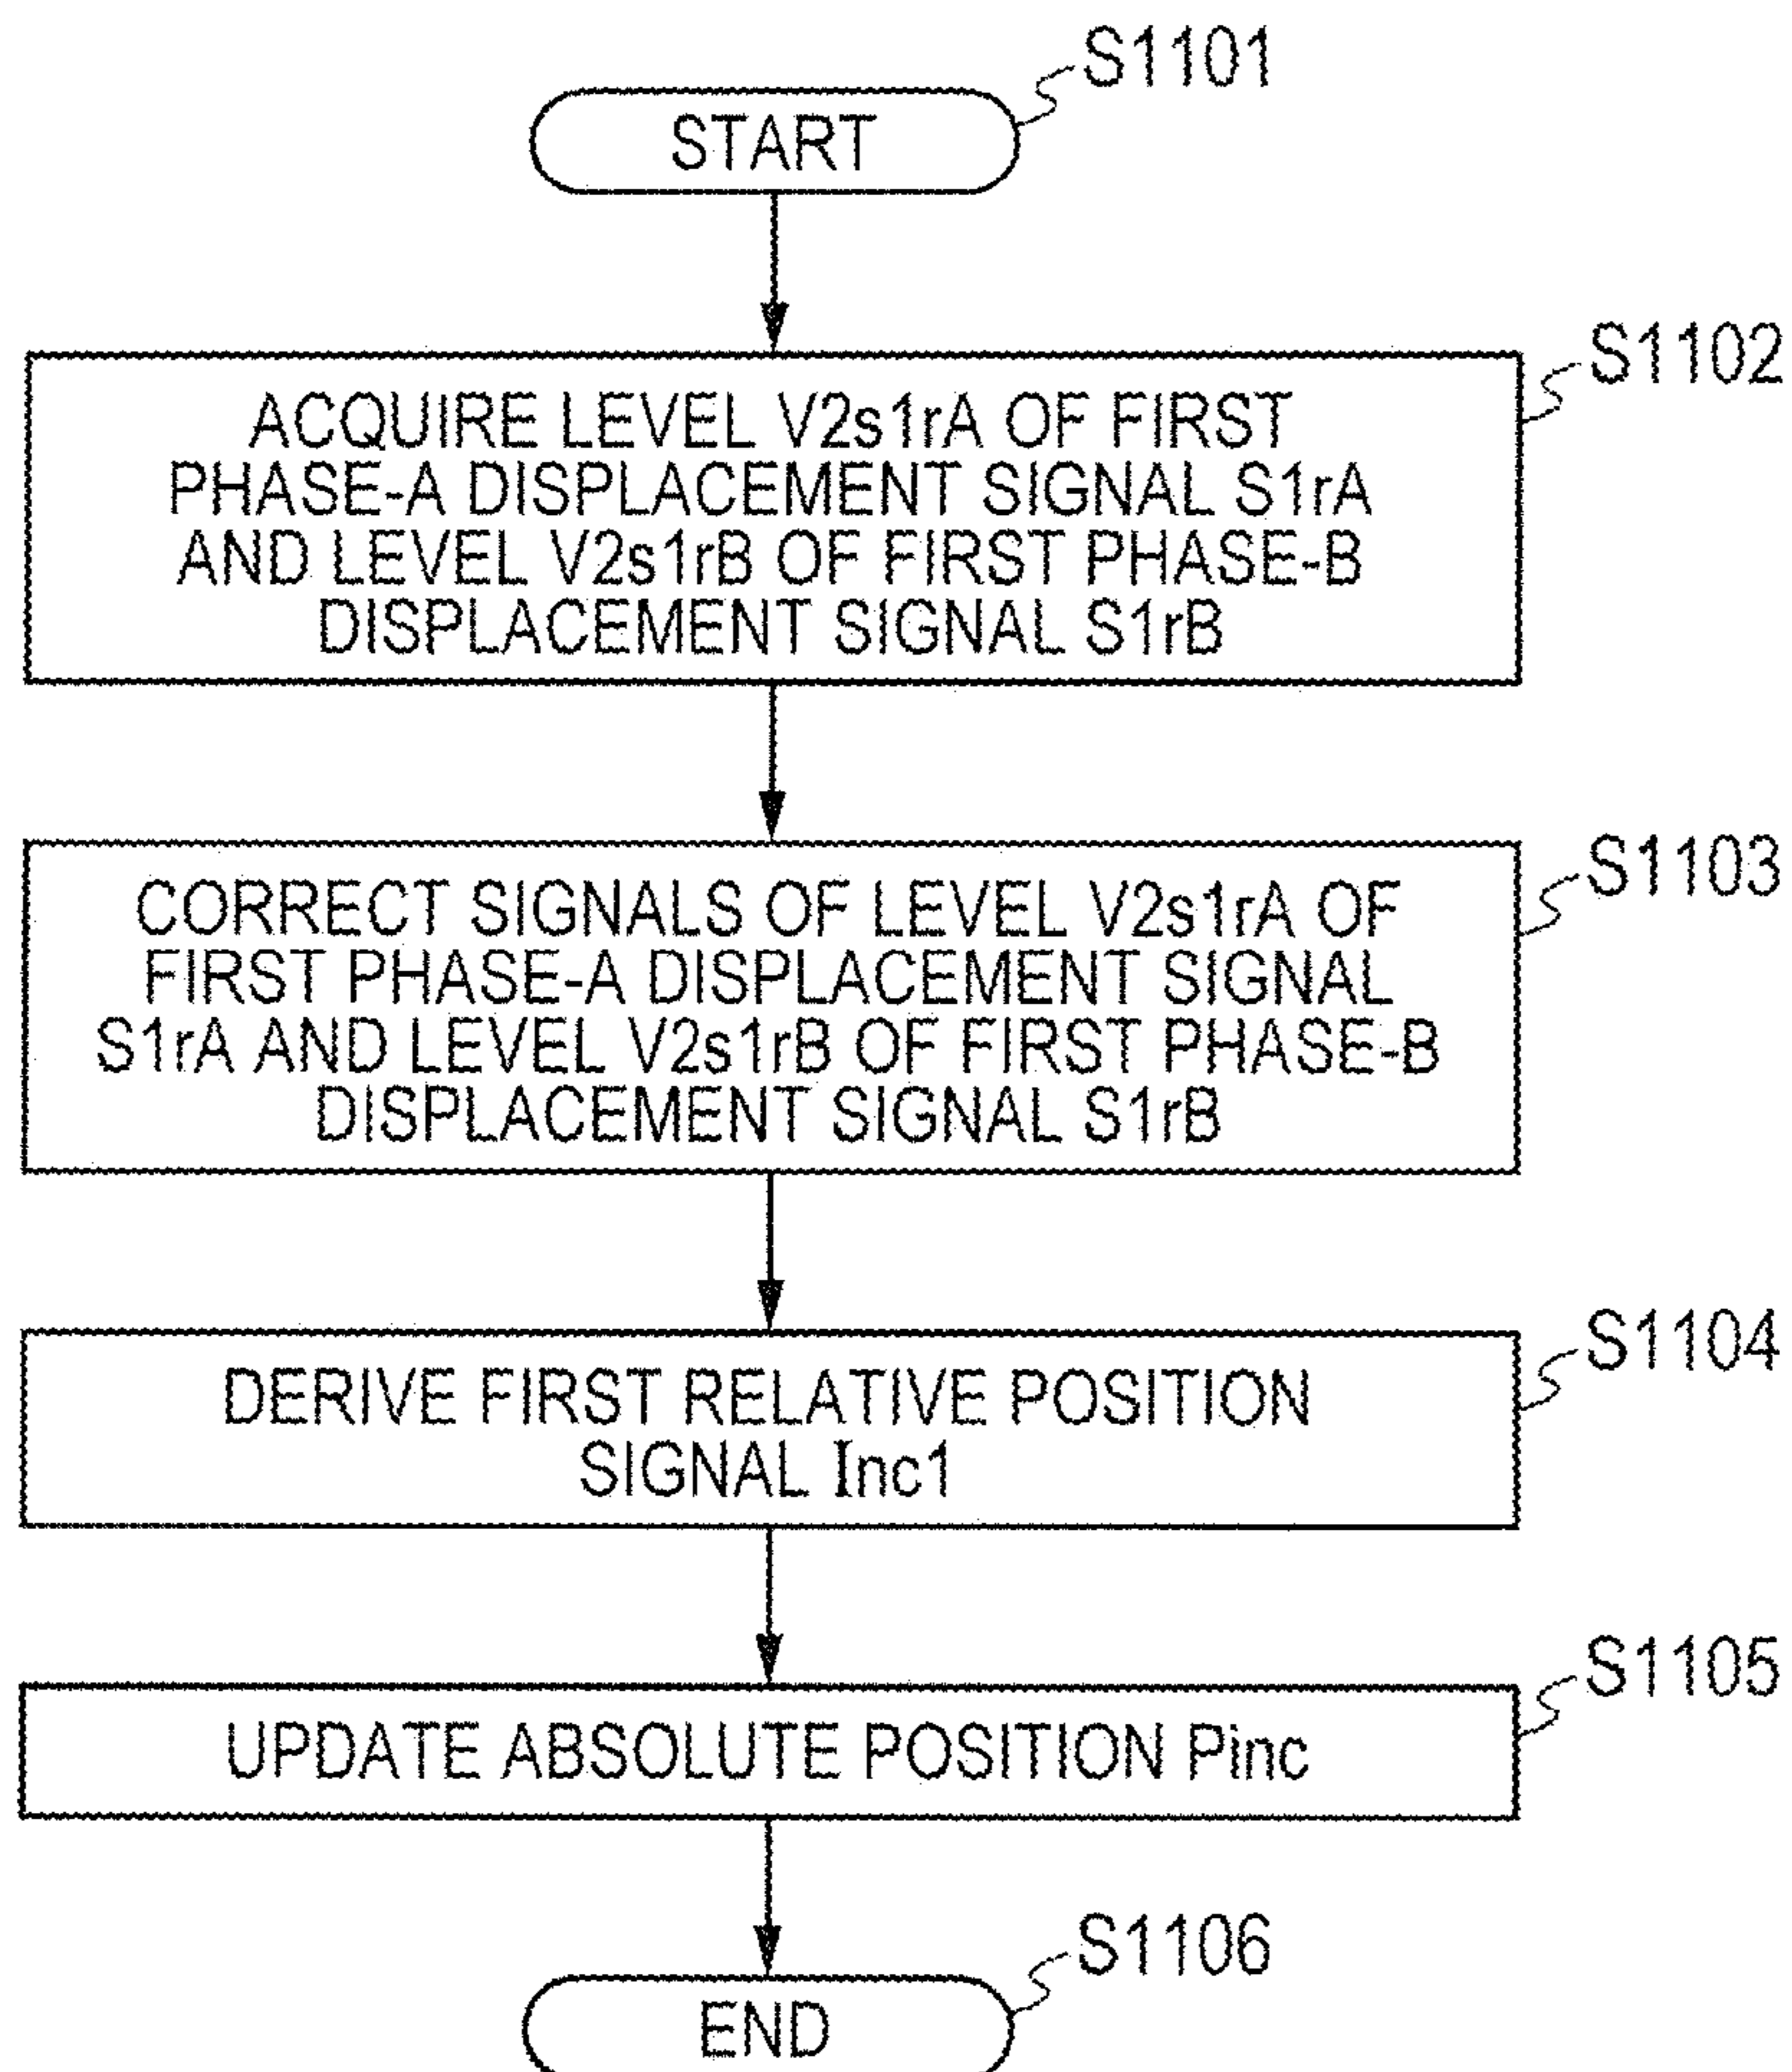 S1101
START
S1102
ACQUIRE LEVEL V2s1rA OF FIRST
PHASE-A DISPLACEMENT SIGNAL S1rA
AND LEVEL V2s1rB OF FIRST PHASE-B
DISPLACEMENT SIGNAL S1rB
S1103
CORRECT SIGNALS OF LEVEL V2s1rA OF
FIRST PHASE-A DISPLACEMENT SIGNAL
S1rA AND LEVEL V2s1rB OF FIRST PHASE-B
DISPLACEMENT SIGNAL S1rB
S1104
DERIVE FIRST RELATIVE POSITION
SIGNAL Inc1
S1105
UPDATE ABSOLUTE POSITION Pinc
S1106
END